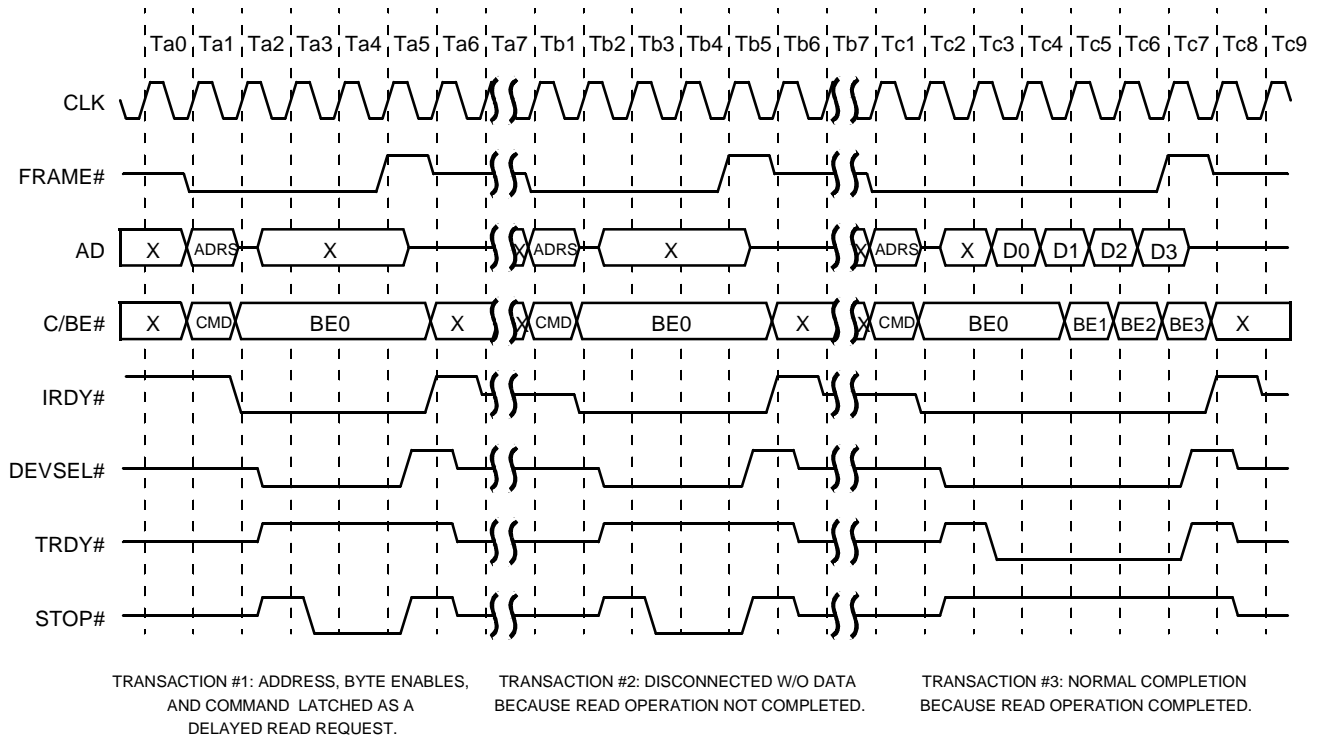 Ta0 Ta1 Ta2 Ta3 Ta4 Ta5 Ta6 Ta7 Tb1 Tb2 Tb3 Tb4 Tb5 Tb6 Tb7 Tc1 Tc2 Tc3 Tc4 Tc5 Tc6 Tc7 Tc8 Tc9
CLK
FRAME#
AD X ADRS X X ADRS X X ADRS X D0 D1 D2 D3
C/BE# X CMD BE0 X X CMD BE0 X X CMD BE0 BE1 BE2 BE3 X
IRDY#
DEVSEL#
TRDY#
STOP#
TRANSACTION #1: ADDRESS, BYTE ENABLES,
AND COMMAND LATCHED AS A
DELAYED READ REQUEST.
TRANSACTION #2: DISCONNECTED W/O DATA
BECAUSE READ OPERATION NOT COMPLETED.
TRANSACTION #3: NORMAL COMPLETION
BECAUSE READ OPERATION COMPLETED.